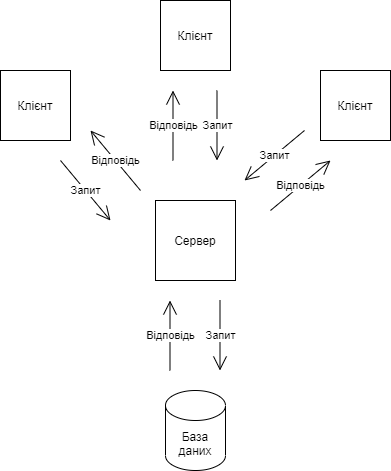 Клієнт
Клієнт
Клієнт
Відповідь
Запит
Відповідь
Запит
Запит
Відповідь
Сервер
Відповідь
Запит
База
даних